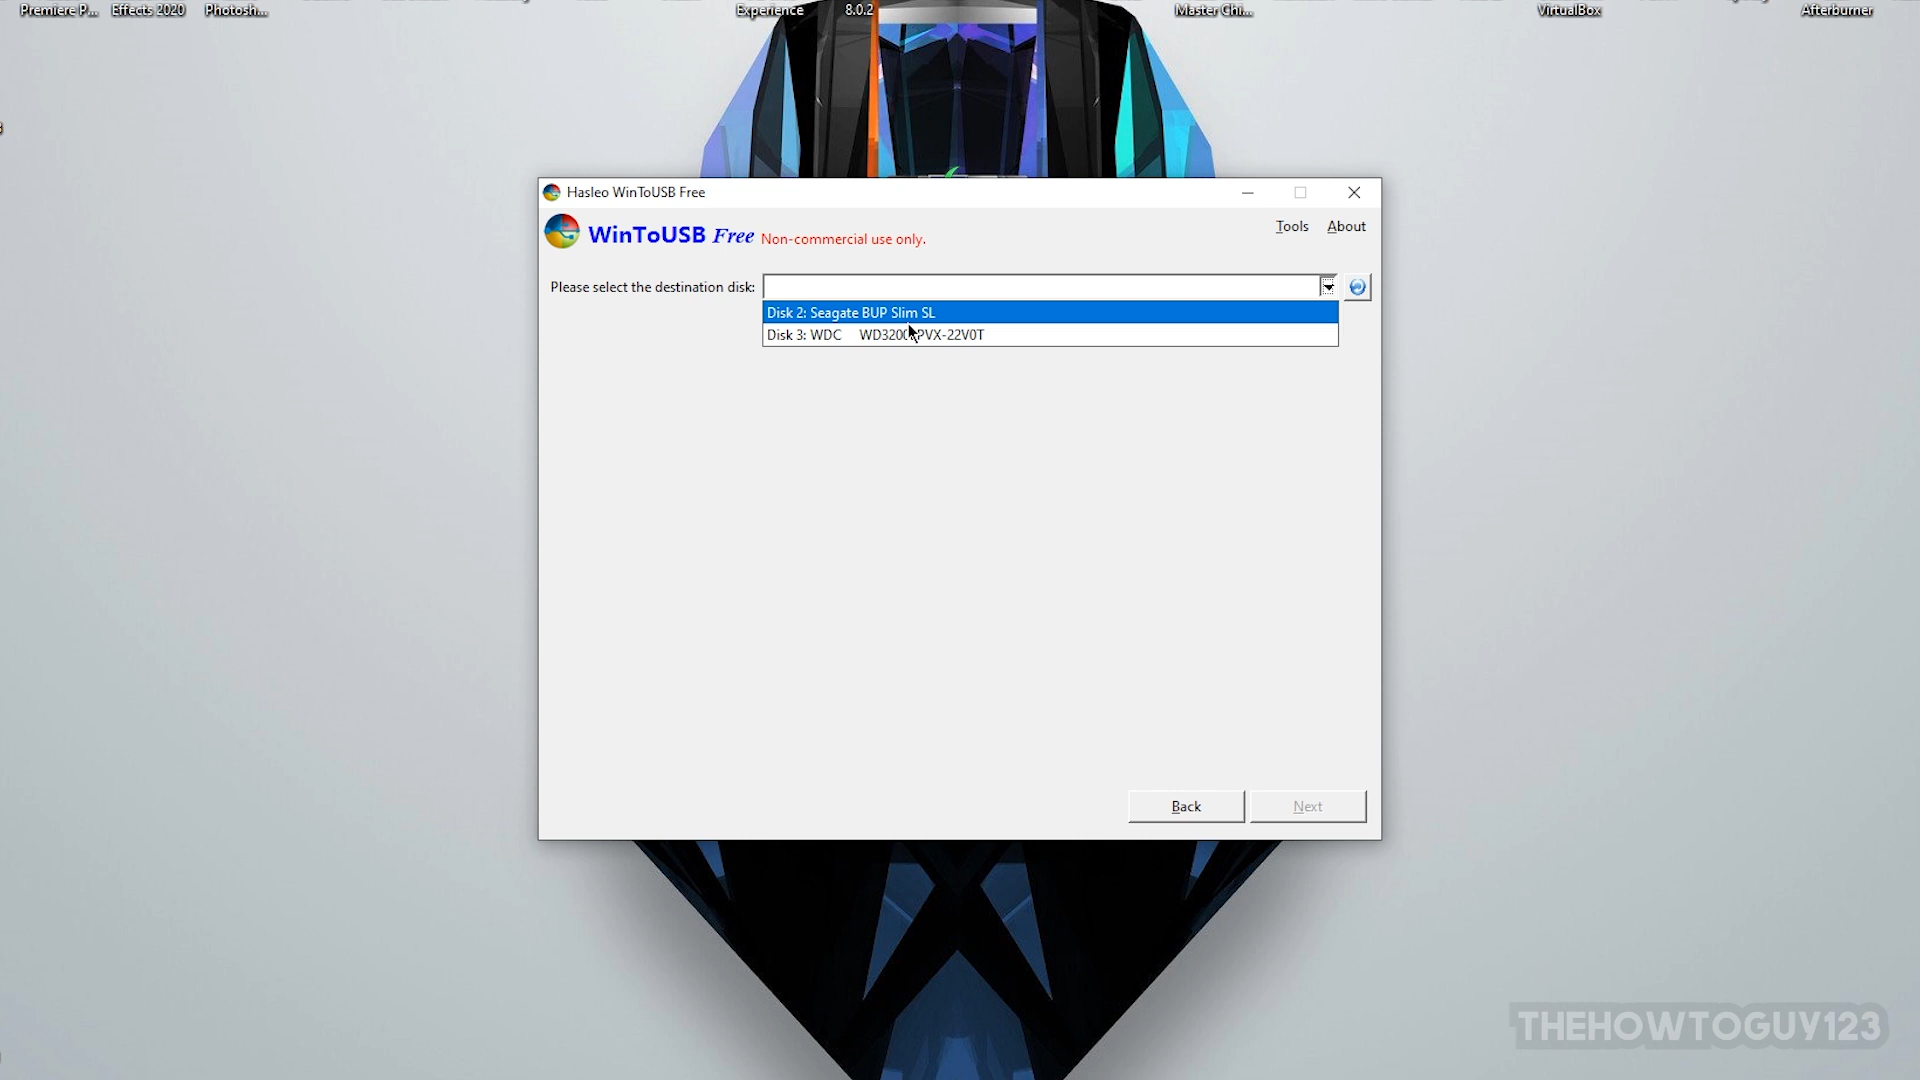 Premiere P... Effects 2020 Photosh... Experience 8.0.2 Master Chi... VirtualBox Afterburner
Hasleo WinToUSB Free
WinToUSB Free Non-commercial use only.
Tools About
Please select the destination disk:
Disk 2: Seagate BUP Slim SL
Disk 3: WDC
Back Next
THEHOWTOGUY123